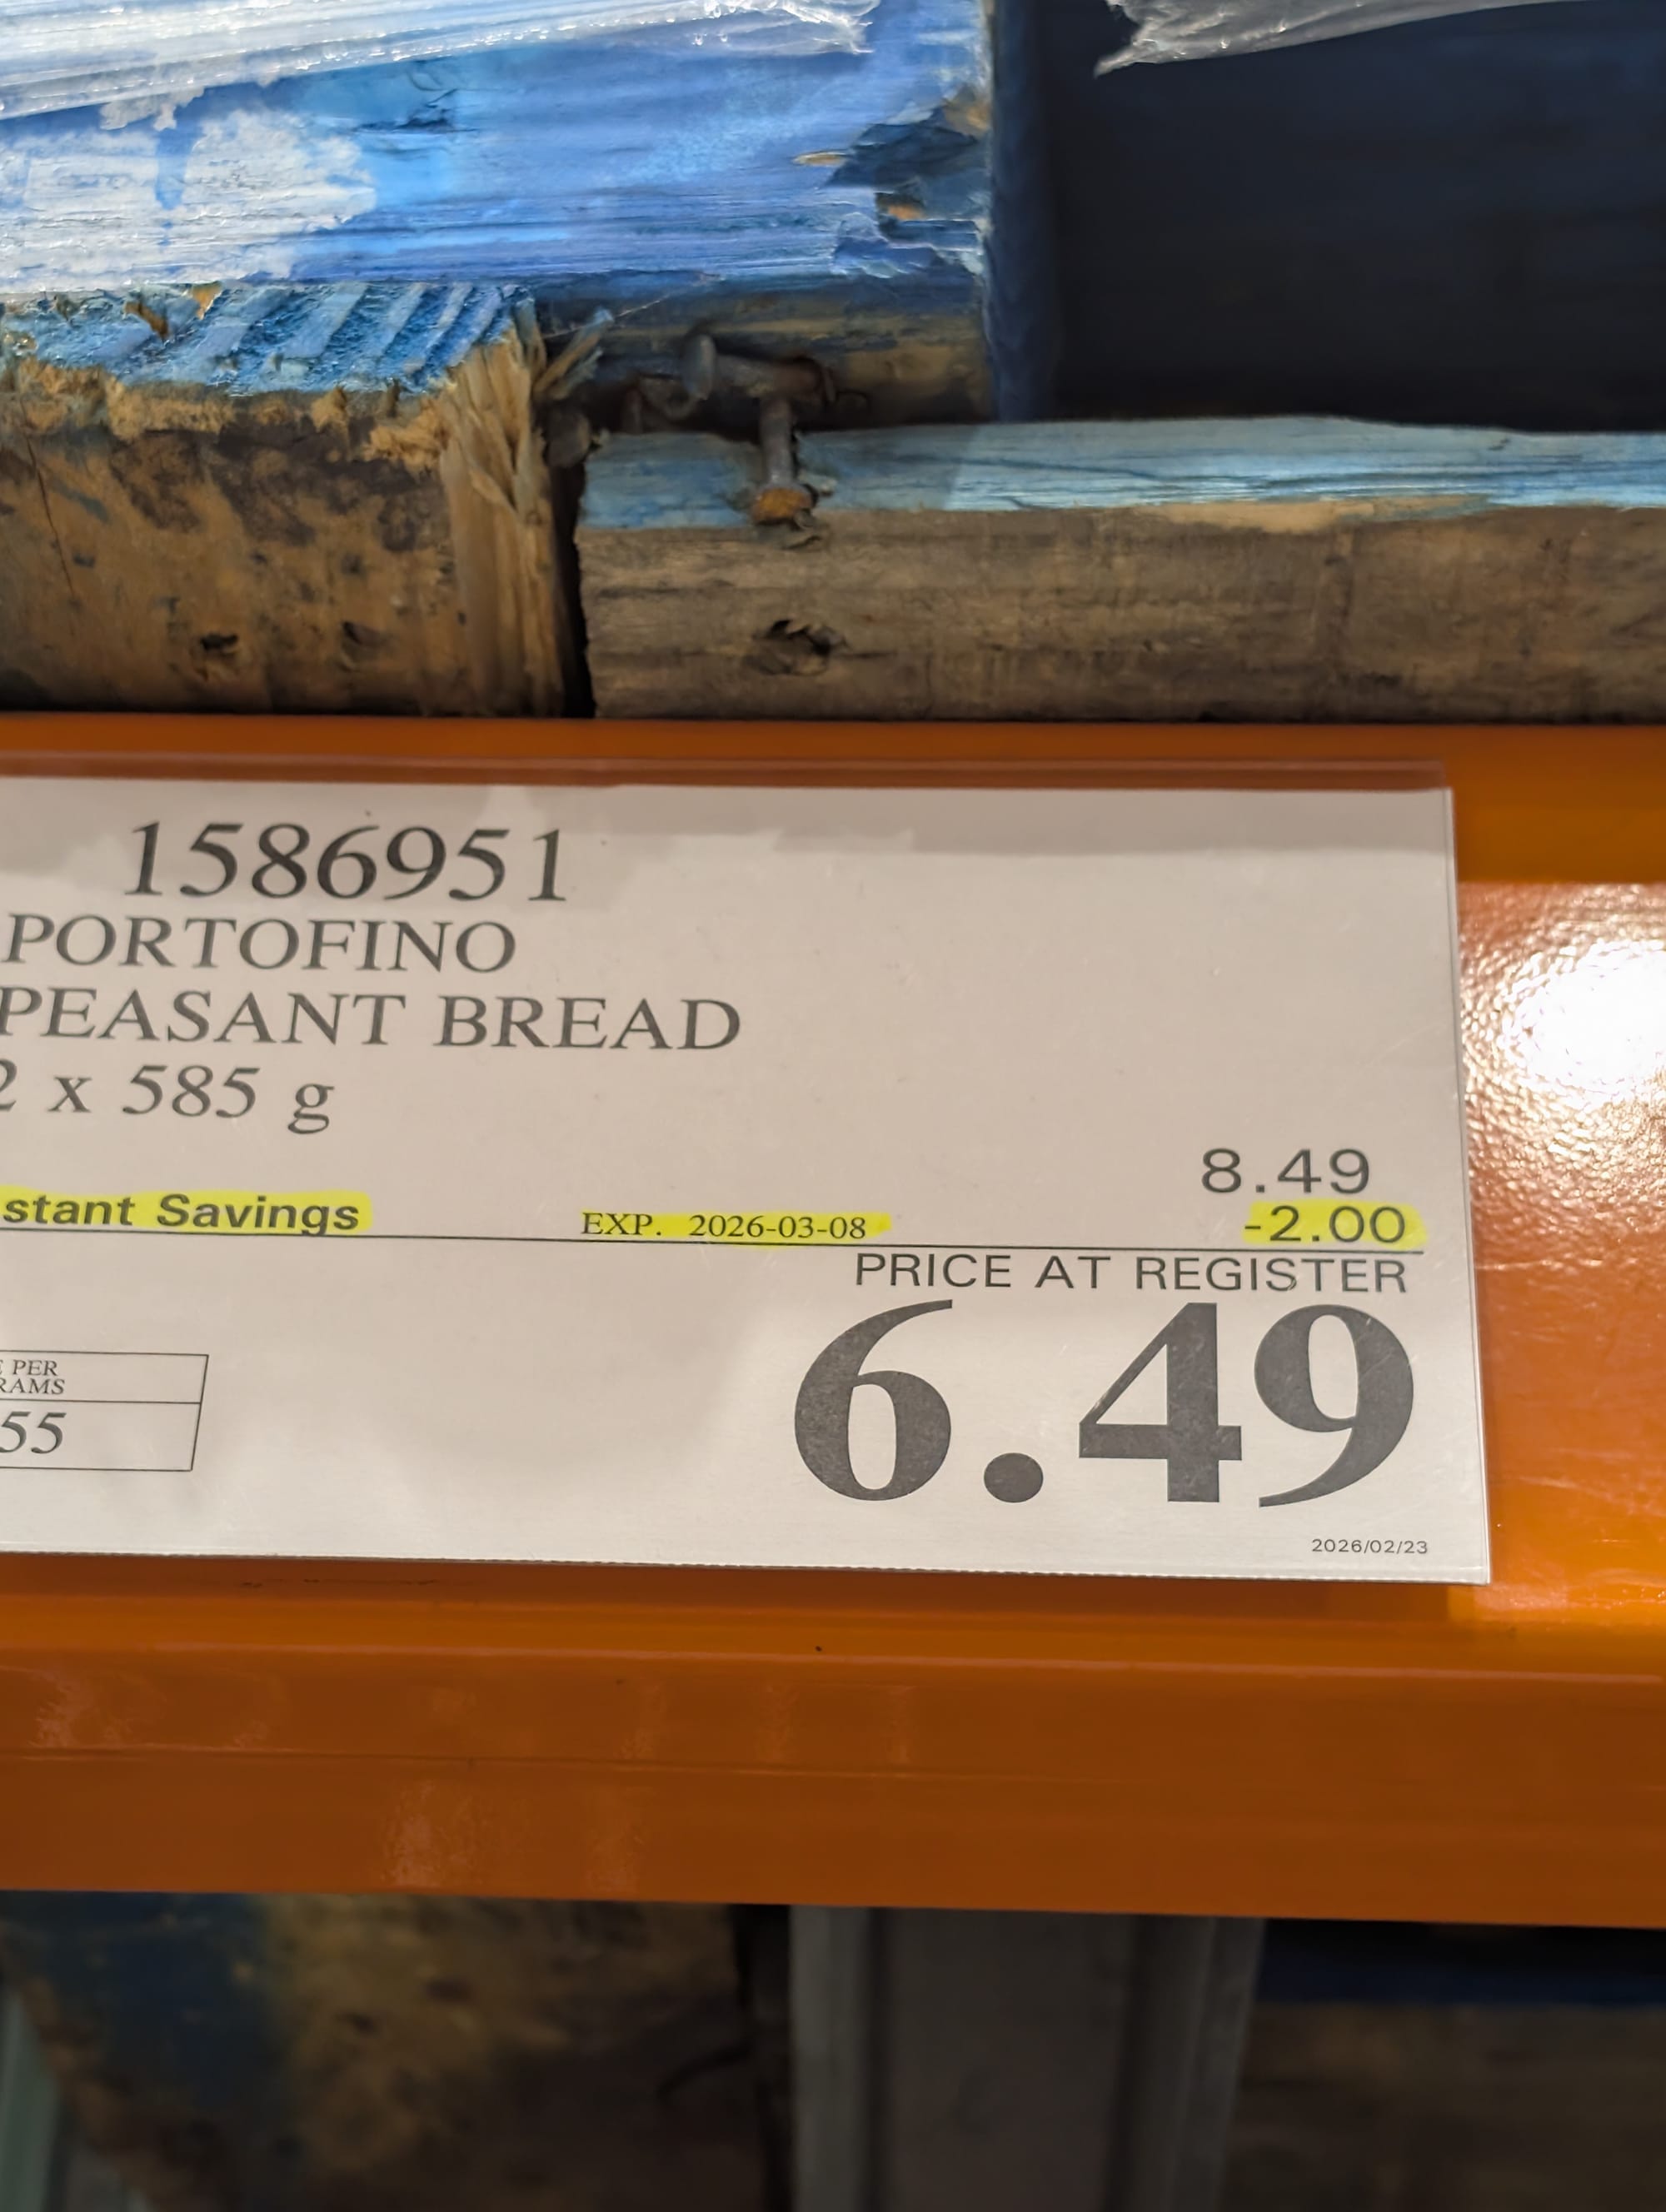 1586951
PORTOFINO
PEASANT BREAD
2 x 585 g
8.49
stant Savings EXP. 2026-03-08 -2.00
PRICE AT REGISTER
6.49
PER
RAMS
55
2026/02/23